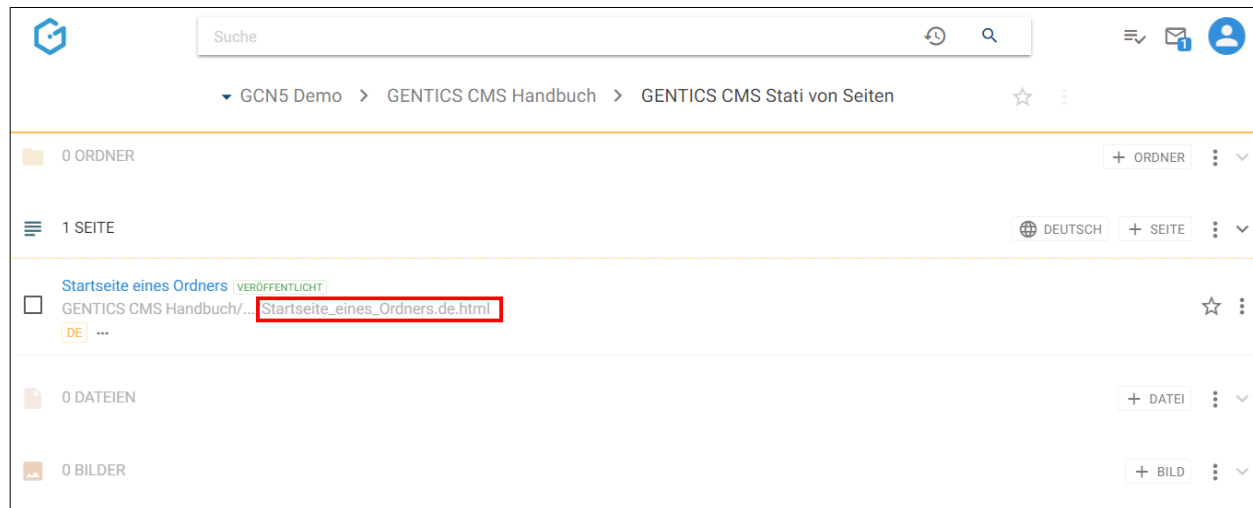 Suche
1
GCN5 Demo > GENTICS CMS Handbuch > GENTICS CMS Stati von Seiten
0 ORDNER + ORDNER
1 SEITE DEUTSCH + SEITE
Startseite eines Ordners VERÖFFENTLICHT
GENTICS CMS Handbuch/... Startseite_eines_Ordners.de.html
DE ...
0 DATEIEN + DATEI
0 BILDER + BILD